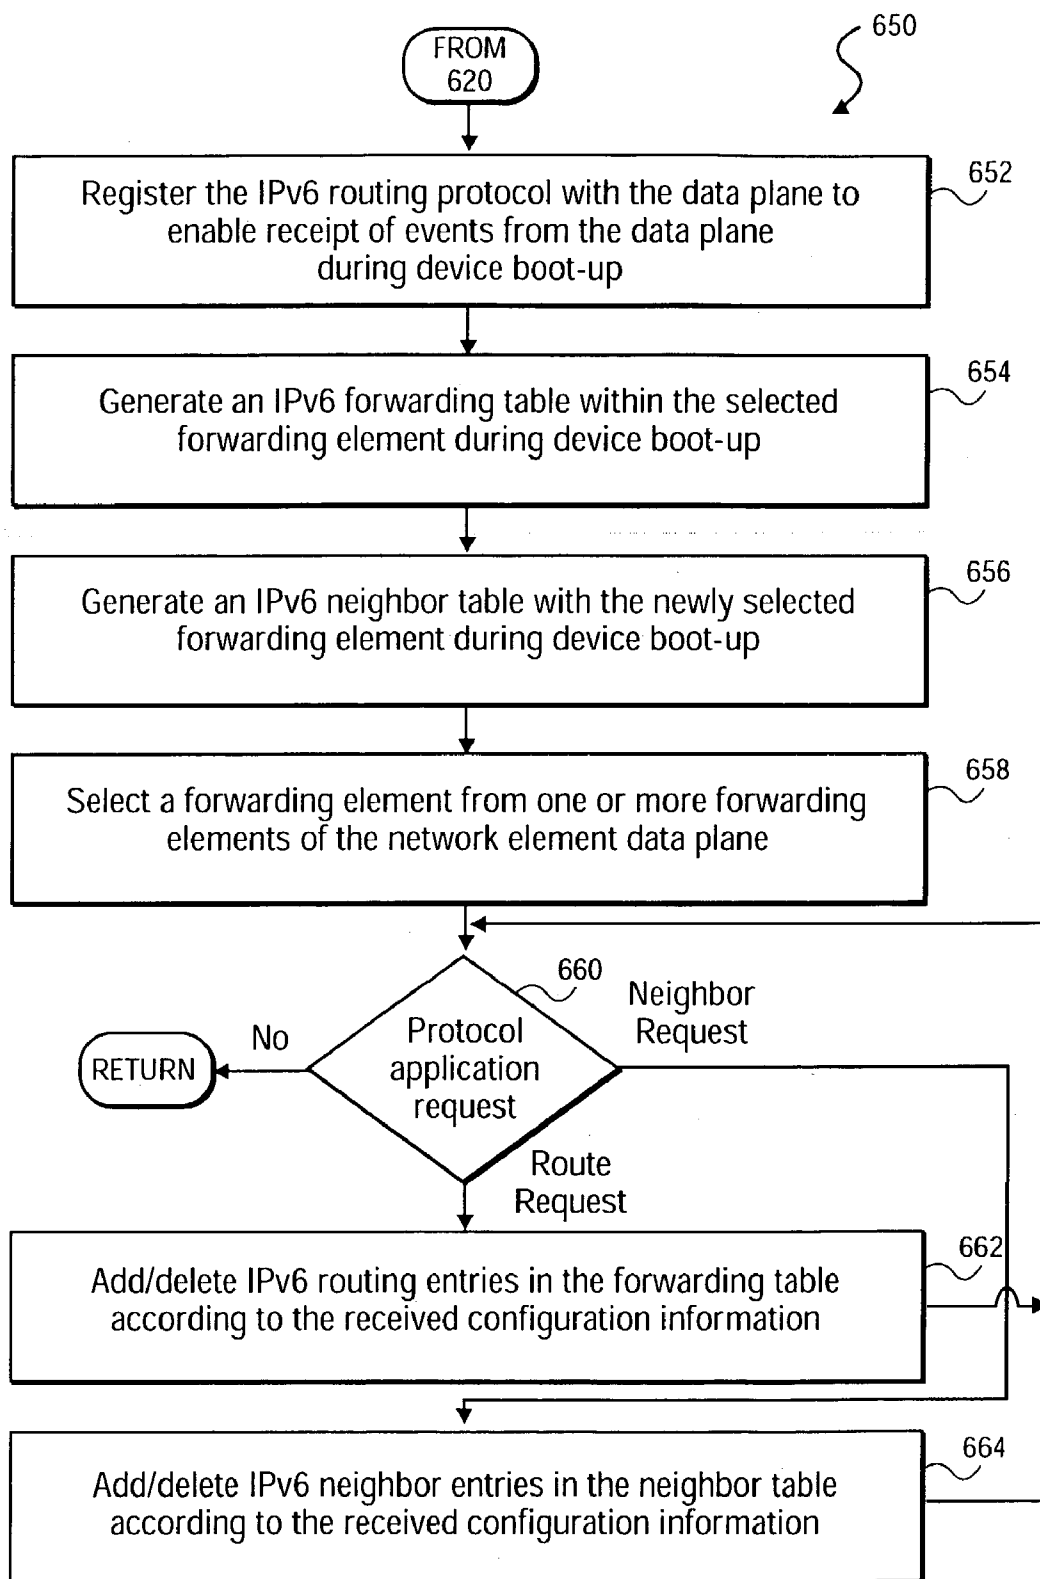 650
FROM
620
652
Register the IPv6 routing protocol with the data plane to
enable receipt of events from the data plane
during device boot-up
654
Generate an IPv6 forwarding table within the selected
forwarding element during device boot-up
656
Generate an IPv6 neighbor table with the newly selected
forwarding element during device boot-up
658
Select a forwarding element from one or more forwarding
elements of the network element data plane
660
Neighbor
Request
No
RETURN
Protocol
application
request
Route
Request
662
Add/delete IPv6 routing entries in the forwarding table
according to the received configuration information
664
Add/delete IPv6 neighbor entries in the neighbor table
according to the received configuration information